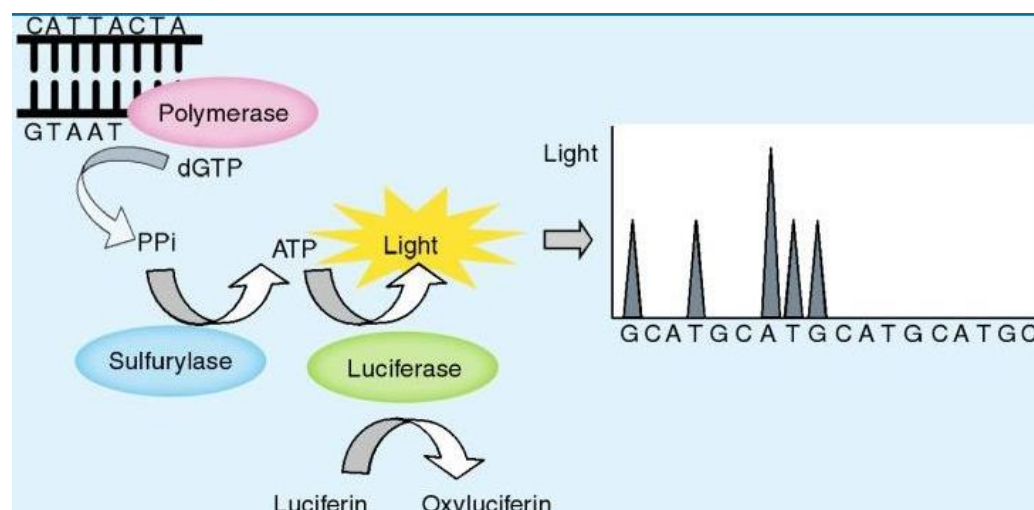 CATTACTA
Polymerase
GTAAT
dGTP
PPi
ATP
Light
Sulfurylase
Luciferase
Luciferin
Oxyluciferin
Light
GCATGCATGCATGCATGC